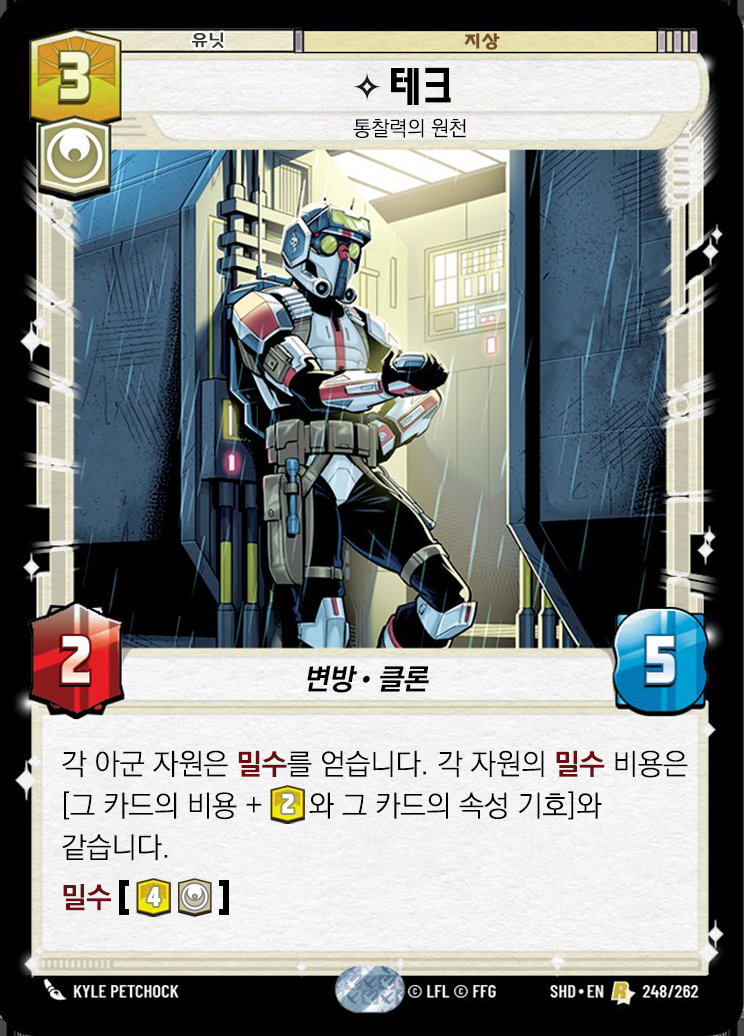 유닛
지상
3
테크
통찰력의 원천
2
변방 • 클론
5
각 아군 자원은 밀수를 얻습니다. 각 자원의 밀수 비용은
[그 카드의 비용 + 2와 그 카드의 속성 기호]와
같습니다.
밀수 [4]
KYLE PETCHOCK
© LFL © FFG
SHD • EN R 248/262